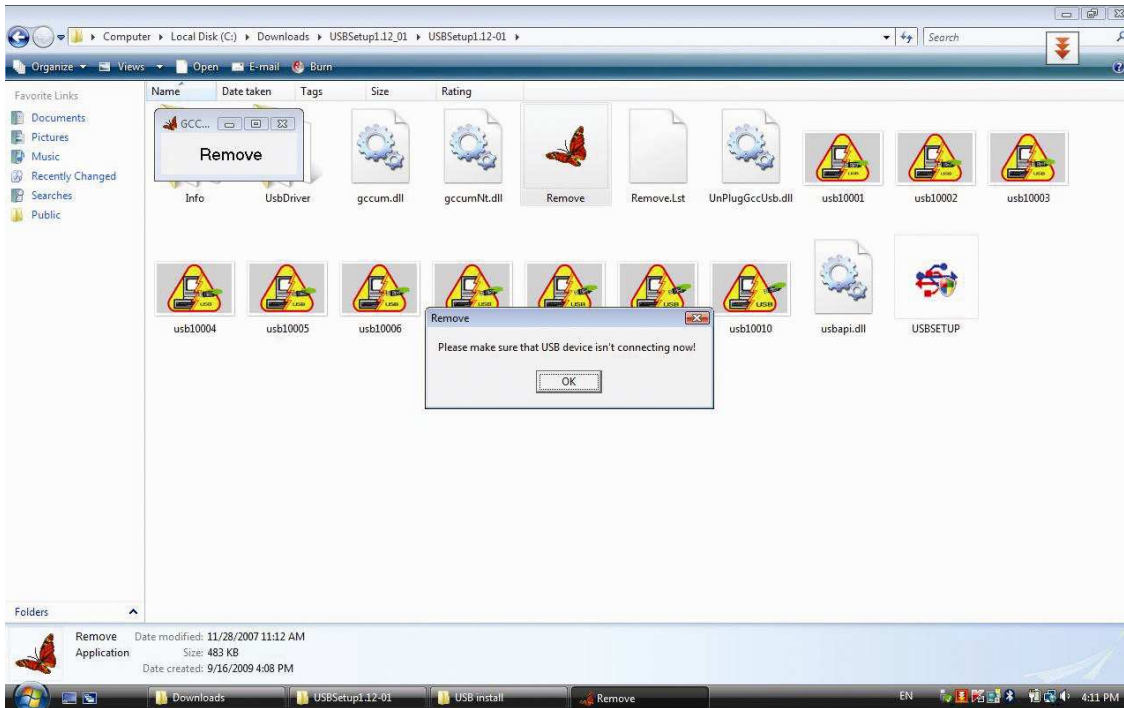 Computer ▸ Local Disk (C:) ▸ Downloads ▸ USBSetup1.12_01 ▸ USBSetup1.12-01 ▸
Search
Organize Views Open E-mail Burn
Favorite Links
Documents
Pictures
Music
Recently Changed
Searches
Public
Name Date taken Tags Size Rating
GCC...
Remove
Info UsbDriver gccum.dll gccumNt.dll Remove Remove.Lst UnPlugGccUsb.dll usb10001 usb10002 usb10003
usb10004 usb10005 usb10006 usb10010 usbapi.dll USBSETUP
Remove
Please make sure that USB device isn't connecting now!
OK
Folders
Remove Date modified: 11/28/2007 11:12 AM
Application Size: 483 KB
Date created: 9/16/2009 4:08 PM
Downloads USBSetup1.12-01 USB install Remove EN 4:11 PM